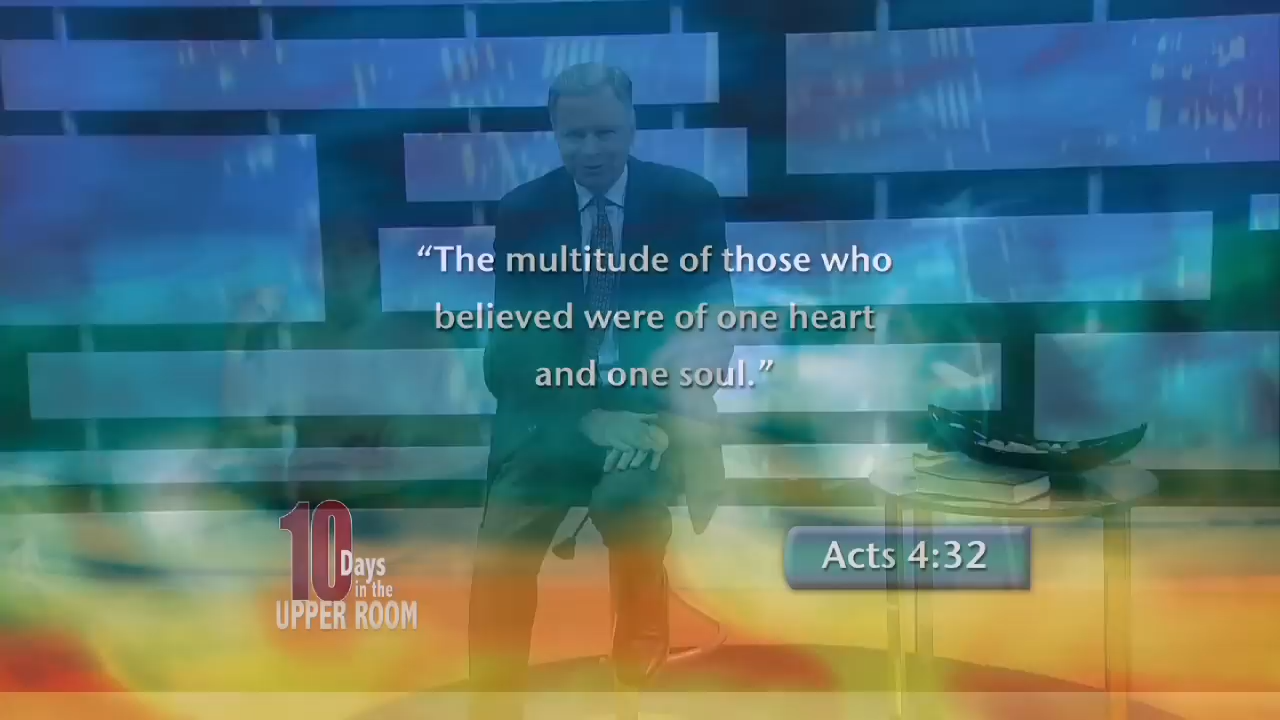 “The multitude of those who
believed were of one heart
and one soul.”
10
Days
in the
UPPER ROOM
Acts 4:32